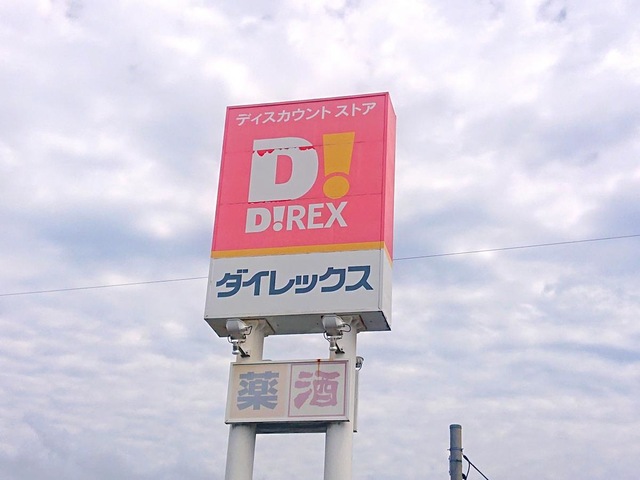 ディスカウント ストア
D!
D!REX
ダイレックス
薬 酒